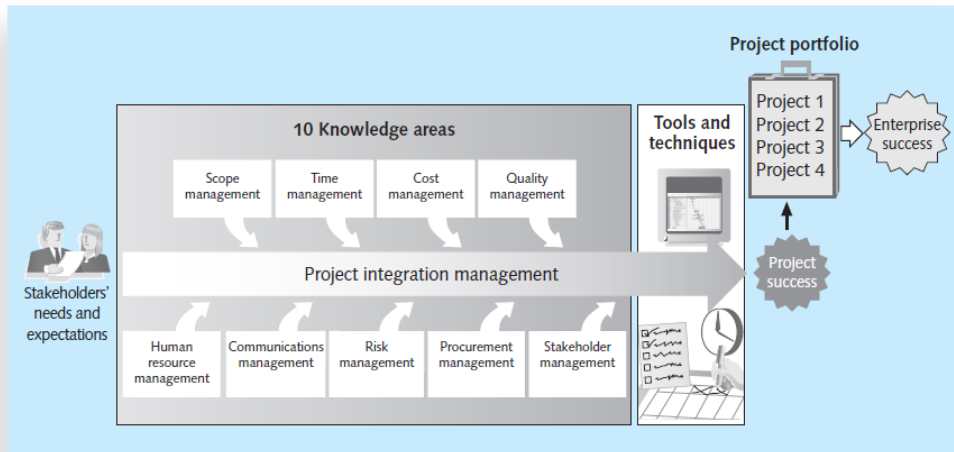 Project portfolio
Project 1
Project 2
Project 3
Project 4
Enterprise
success
10 Knowledge areas
Tools and
techniques
Scope
management
Time
management
Cost
management
Quality
management
Stakeholders'
needs and
expectations
Project integration management
Project
success
Human
resource
management
Communications
management
Risk
management
Procurement
management
Stakeholder
management